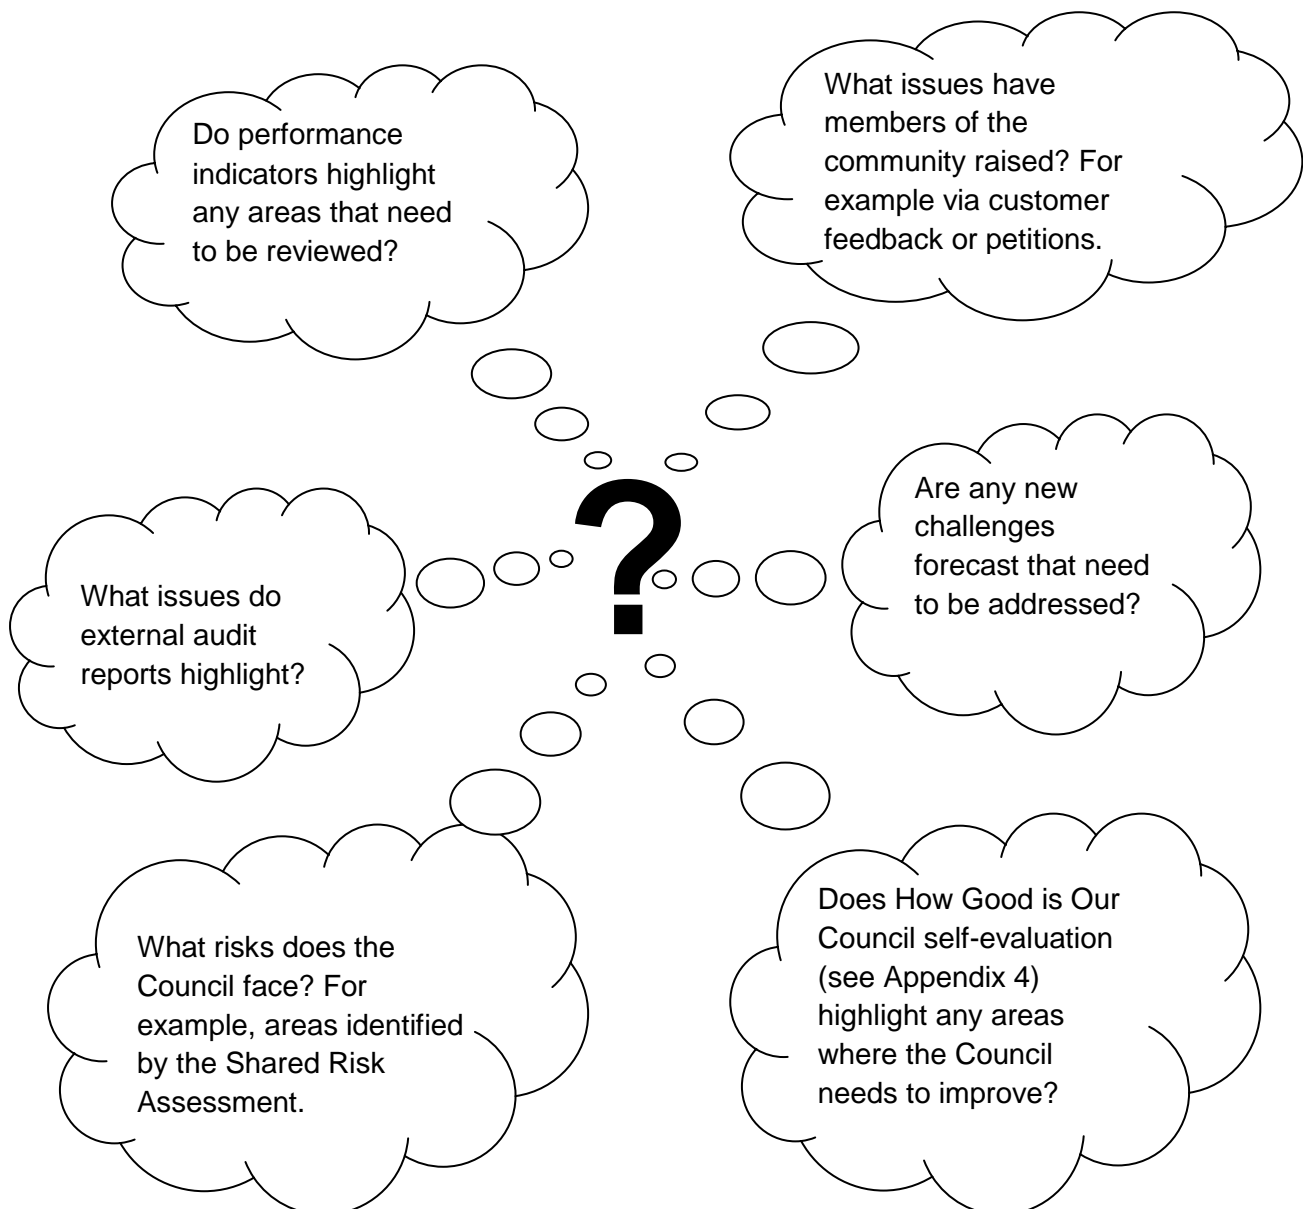 Do performance
indicators highlight
any areas that need
to be reviewed?
What issues have
members of the
community raised? For
example via customer
feedback or petitions.
?
Are any new
challenges
forecast that need
to be addressed?
What issues do
external audit
reports highlight?
What risks does the
Council face? For
example, areas identified
by the Shared Risk
Assessment.
Does How Good is Our
Council self-evaluation
(see Appendix 4)
highlight any areas
where the Council
needs to improve?